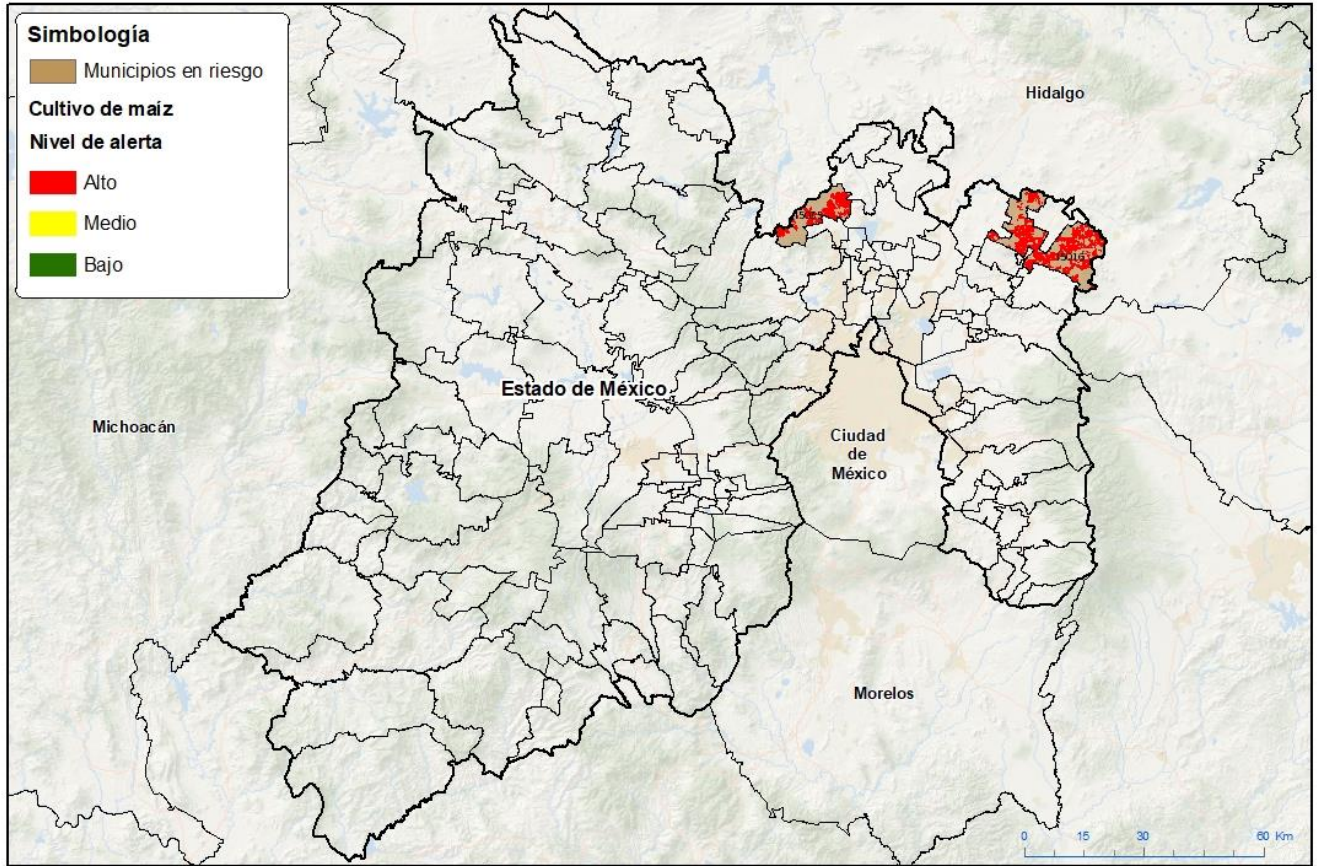 Simbología
Municipios en riesgo
Cultivo de maíz
Nivel de alerta
Alto
Medio
Bajo
Hidalgo
Estado de México
Michoacán
Ciudad
de
México
Morelos
0 15 30 60 Km